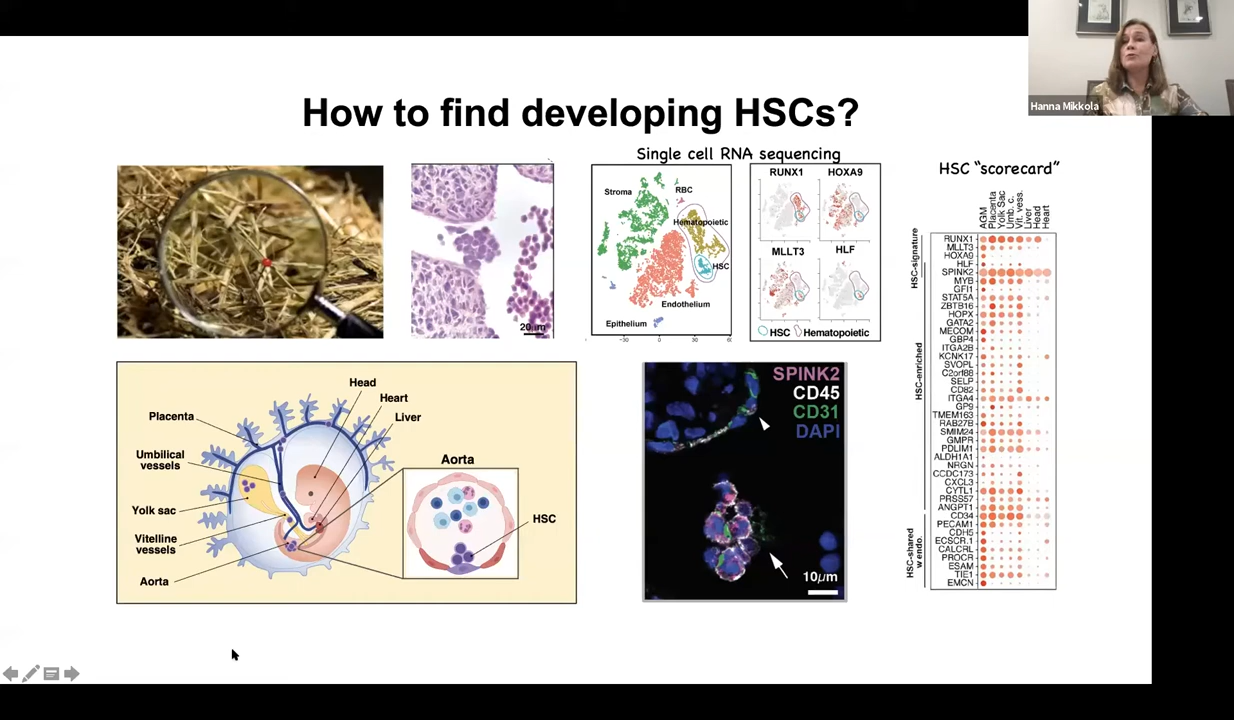 Hanna Mikkola
How to find developing HSCs?
20μm
Single cell RNA sequencing
Stroma
RBC
Hematopoietic
HSC
Endothelium
Epithelium
-30
0
30
RUNX1
HOXA9
MLLT3
HLF
HSC
Hematopoietic
HSC “scorecard”
AGM
Placenta
Yolk Sac
Umb. c.
Vit. vess.
Liver
Head
Heart
HSC-signature
RUNX1
MLLT3
HOXA9
HLF
SPINK2
HSC-enriched
MYB
GFI1
STAT5A
ZBTB16
HOPX
GATA2
MECOM
GBP4
ITGA2B
KCNK17
SVOPL
C2orf88
SELP
CD82
ITGA4
GP9
TMEM163
RAB27B
SMIM24
GMPR
PDLIM1
ALDH1A1
NRGN
CCDC173
CXCL3
CYTL1
PRSS57
ANGPT1
HSC-shared
w endo.
CD34
PECAM1
CDH5
ECSCR.1
CALCRL
PROCR
ESAM
TIE1
EMCN
Head
Heart
Liver
Placenta
Umbilical
vessels
Yolk sac
Vitelline
vessels
Aorta
Aorta
HSC
SPINK2
CD45
CD31
DAPI
10μm